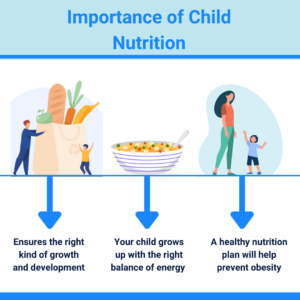 Importance of Child
Nutrition
Ensures the right
kind of growth
and development
Your child grows
up with the right
balance of energy
A healthy nutrition
plan will help
prevent obesity